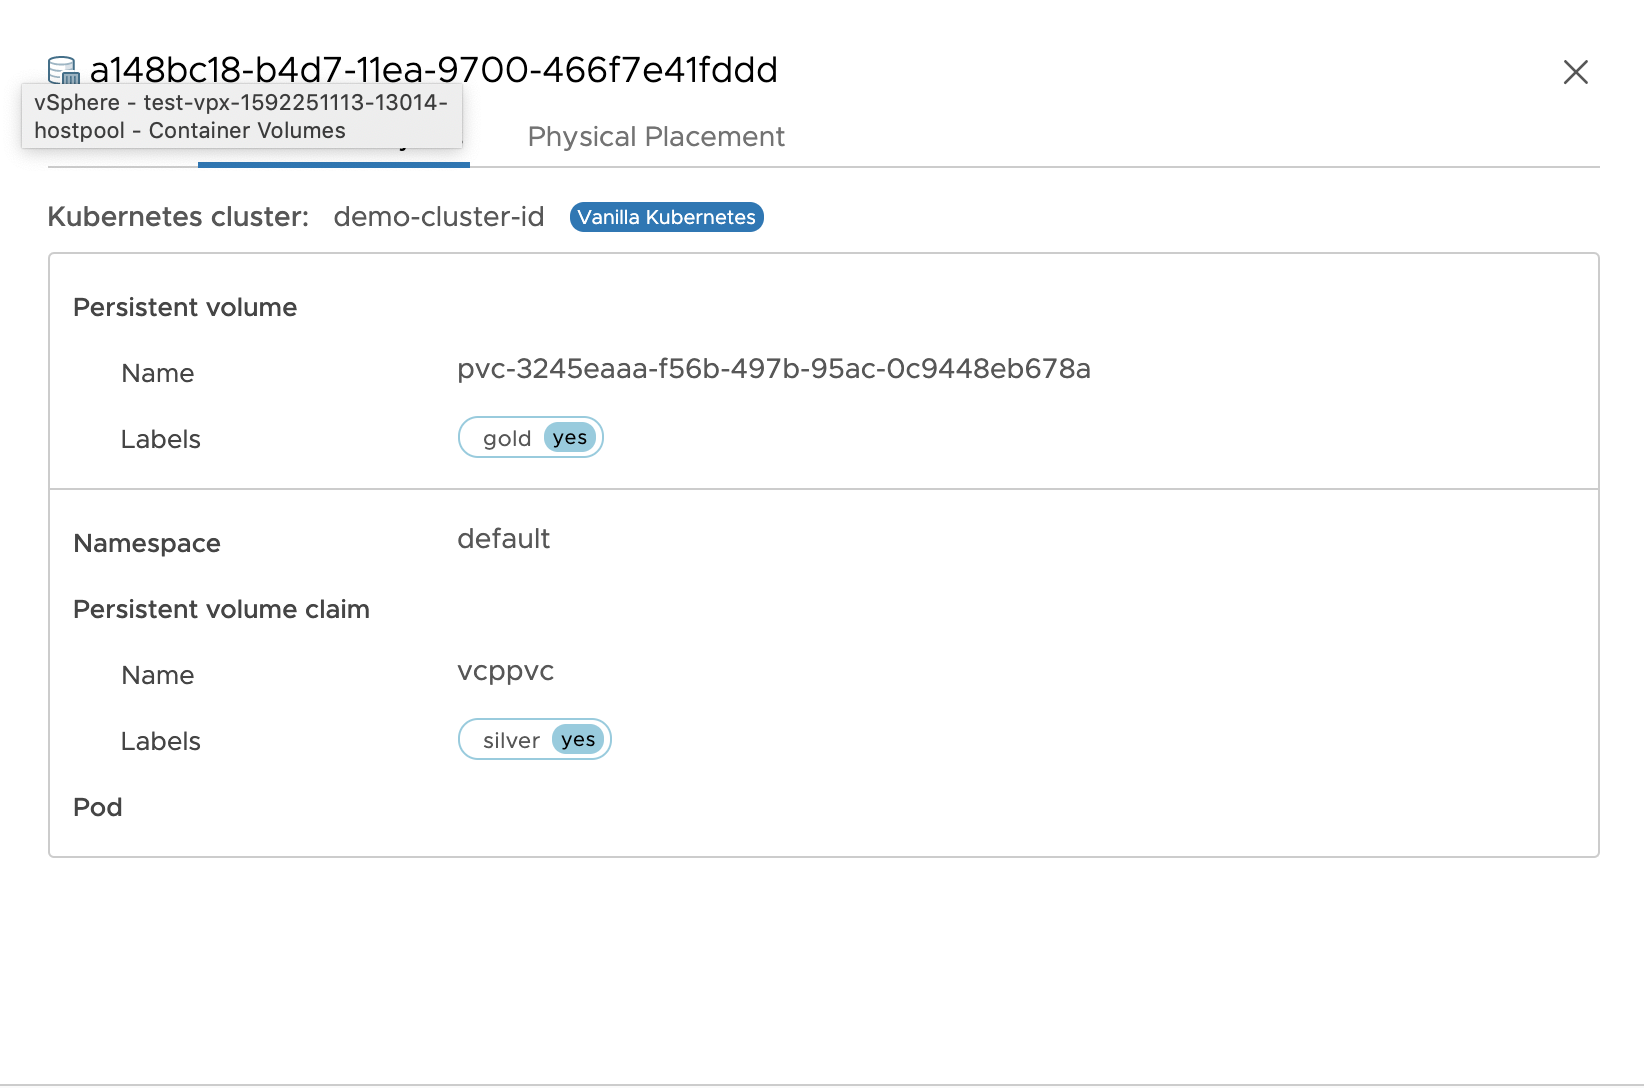 a148bc18-b4d7-11ea-9700-466f7e41fddd
vSphere - test-vpx-1592251113-13014-
hostpool - Container Volumes
Physical Placement
Kubernetes cluster: demo-cluster-id Vanilla Kubernetes
Persistent volume
Name pvc-3245eaaa-f56b-497b-95ac-0c9448eb678a
Labels gold yes
Namespace default
Persistent volume claim
Name vcppvc
Labels silver yes
Pod